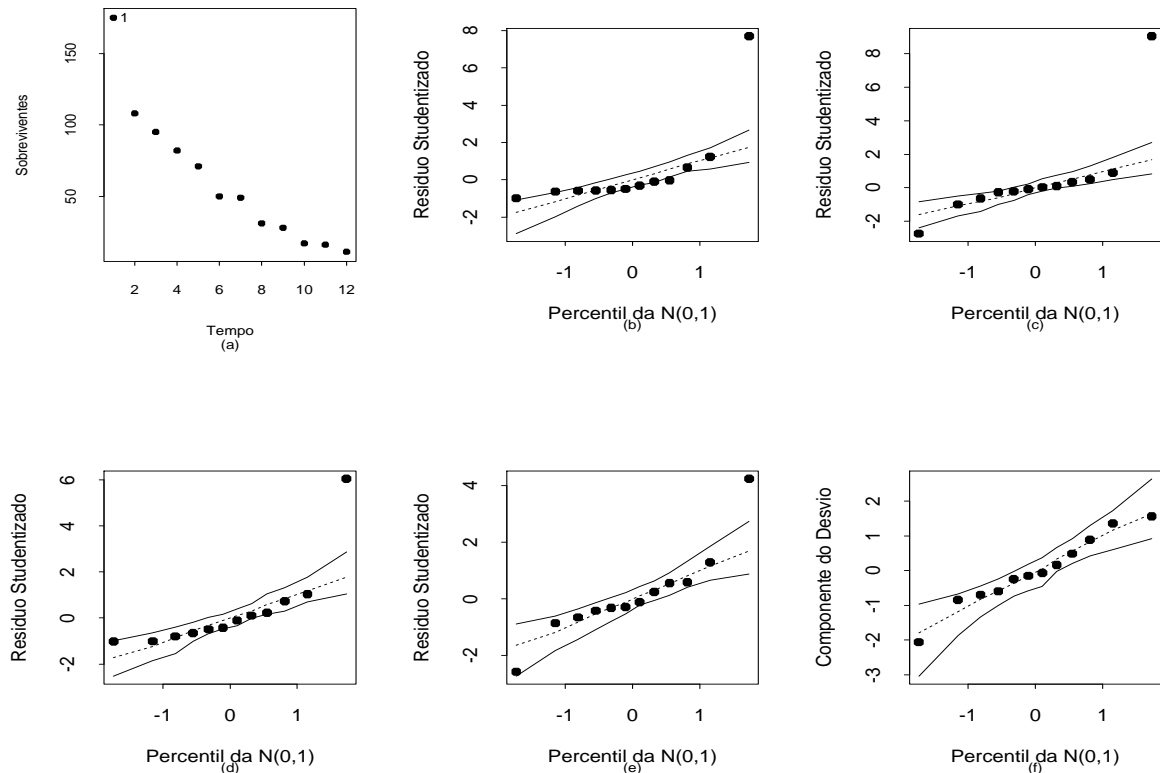 Sobreviventes
150
100
50
1
2 4 6 8 10 12
Tempo
(a)
Residuo Studentizado
8
6
4
2
0
-2
-1 0 1
Percentil da N(0,1)
(b)
Residuo Studentizado
8
6
4
2
0
-2
-1 0 1
Percentil da N(0,1)
(c)
Residuo Studentizado
6
4
2
0
-2
-1 0 1
Percentil da N(0,1)
(d)
Residuo Studentizado
4
2
0
-2
-1 0 1
Percentil da N(0,1)
(e)
Componente do Desvio
2
1
0
-1
-2
-3
-1 0 1
Percentil da N(0,1)
(f)